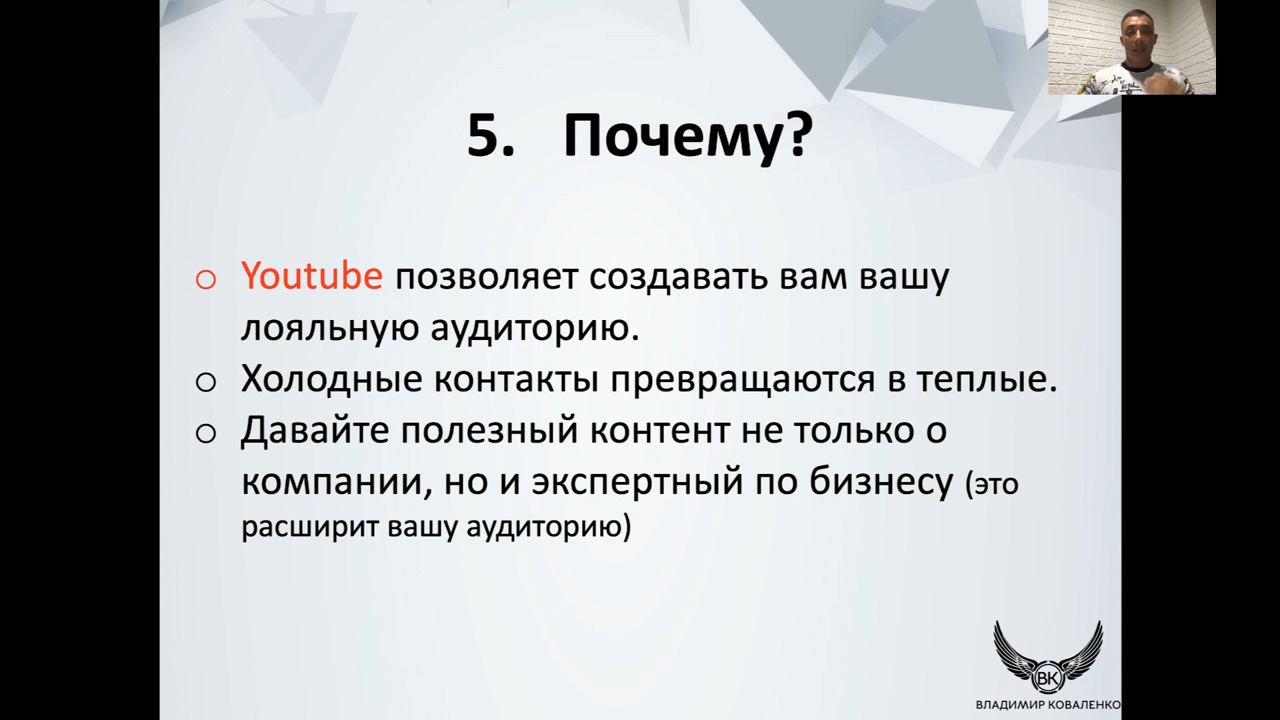 5. Почему?
Youtube позволяет создавать вам вашу
лояльную аудиторию.
Холодные контакты превращаются в теплые.
Давайте полезный контент не только о
компании, но и экспертный по бизнесу (это
расширит вашу аудиторию)
ВК
ВЛАДИМИР КОВАЛЕНКО